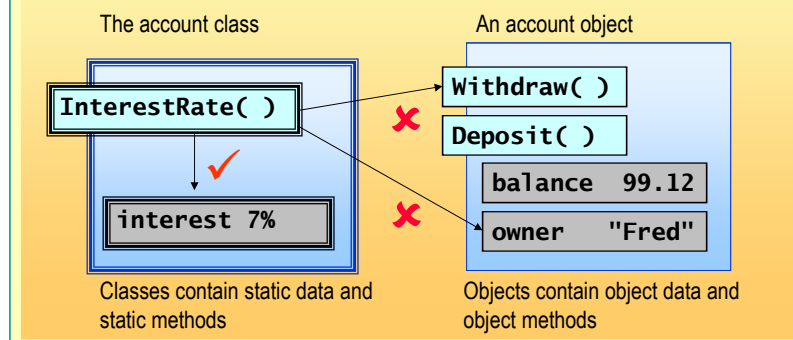 The account class
An account object
InterestRate( )
Withdraw( )
Deposit( )
balance 99.12
interest 7%
owner "Fred"
Classes contain static data and
static methods
Objects contain object data and
object methods